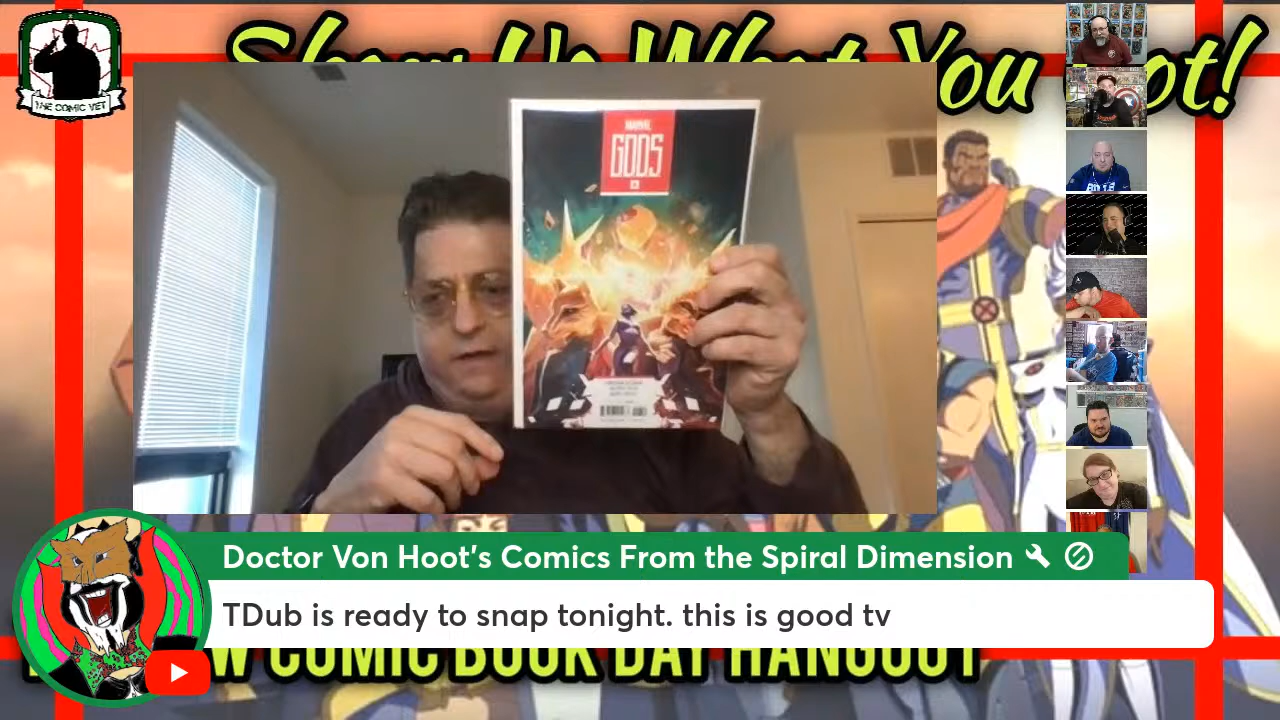 Show Us What You Got!
THE COMIC VET
MARVEL
GODS
Doctor Von Hoot's Comics From the Spiral Dimension
TDub is ready to snap tonight. this is good tv
W COMIC BOOK DAY HANGOUT